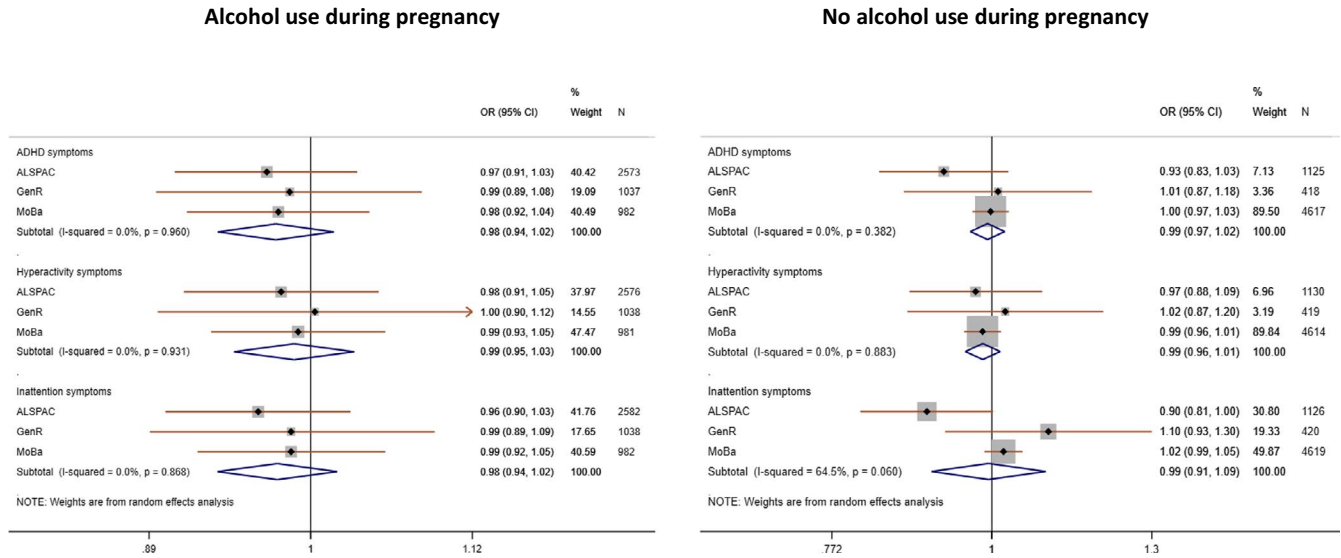 Alcohol use during pregnancy
%
OR (95% CI) Weight N
ADHD symptoms
ALSPAC 0.97 (0.91, 1.03) 40.42 2573
GenR 0.99 (0.89, 1.08) 19.09 1037
MoBa 0.98 (0.92, 1.04) 40.49 982
Subtotal (I-squared = 0.0%, p = 0.960) 0.98 (0.94, 1.02) 100.00
.
Hyperactivity symptoms
ALSPAC 0.98 (0.91, 1.05) 37.97 2576
GenR 1.00 (0.90, 1.12) 14.55 1038
MoBa 0.99 (0.93, 1.05) 47.47 981
Subtotal (I-squared = 0.0%, p = 0.931) 0.99 (0.95, 1.03) 100.00
.
Inattention symptoms
ALSPAC 0.96 (0.90, 1.03) 41.76 2582
GenR 0.99 (0.89, 1.09) 17.65 1038
MoBa 0.99 (0.92, 1.05) 40.59 982
Subtotal (I-squared = 0.0%, p = 0.868) 0.98 (0.94, 1.02) 100.00
.
NOTE: Weights are from random effects analysis
.89 1 1.12
No alcohol use during pregnancy
%
OR (95% CI) Weight N
ADHD symptoms
ALSPAC 0.93 (0.83, 1.03) 7.13 1125
GenR 1.01 (0.87, 1.18) 3.36 418
MoBa 1.00 (0.97, 1.03) 89.50 4617
Subtotal (I-squared = 0.0%, p = 0.382) 0.99 (0.97, 1.02) 100.00
.
Hyperactivity symptoms
ALSPAC 0.97 (0.88, 1.09) 6.96 1130
GenR 1.02 (0.87, 1.20) 3.19 419
MoBa 0.99 (0.96, 1.01) 89.84 4614
Subtotal (I-squared = 0.0%, p = 0.883) 0.99 (0.96, 1.01) 100.00
.
Inattention symptoms
ALSPAC 0.90 (0.81, 1.00) 30.80 1126
GenR 1.10 (0.93, 1.30) 19.33 420
MoBa 1.02 (0.99, 1.05) 49.87 4619
Subtotal (I-squared = 64.5%, p = 0.060) 0.99 (0.91, 1.09) 100.00
.
NOTE: Weights are from random effects analysis
.772 1 1.3